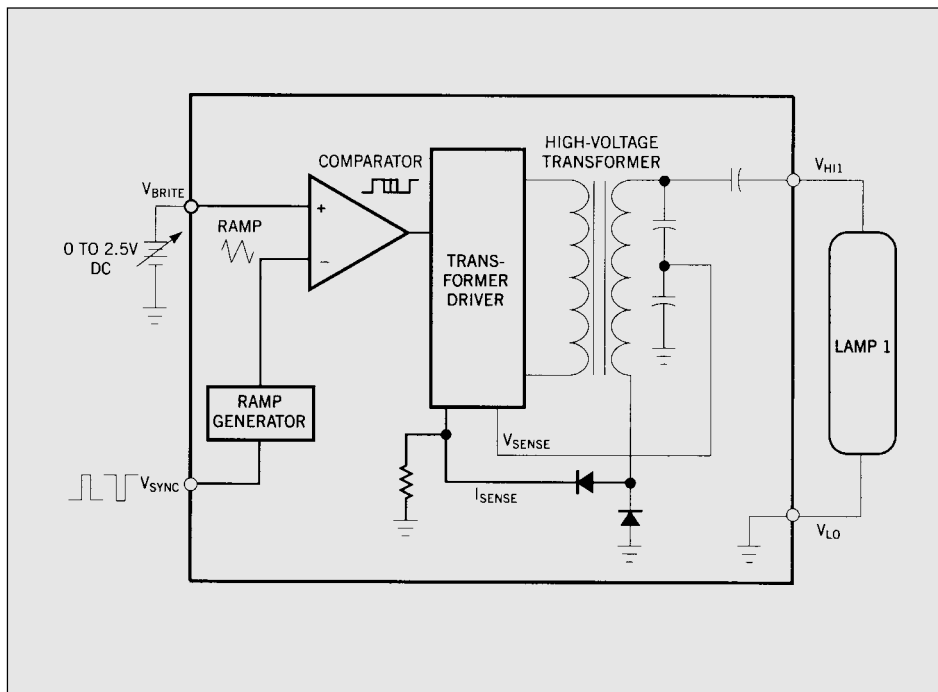 HIGH-VOLTAGE
TRANSFORMER
COMPARATOR
V_HI1
V_BRITE
+
RAMP
–
0 TO 2.5V
DC
TRANS-
FORMER
DRIVER
LAMP 1
RAMP
GENERATOR
V_SENSE
V_SYNC
I_SENSE
V_LO